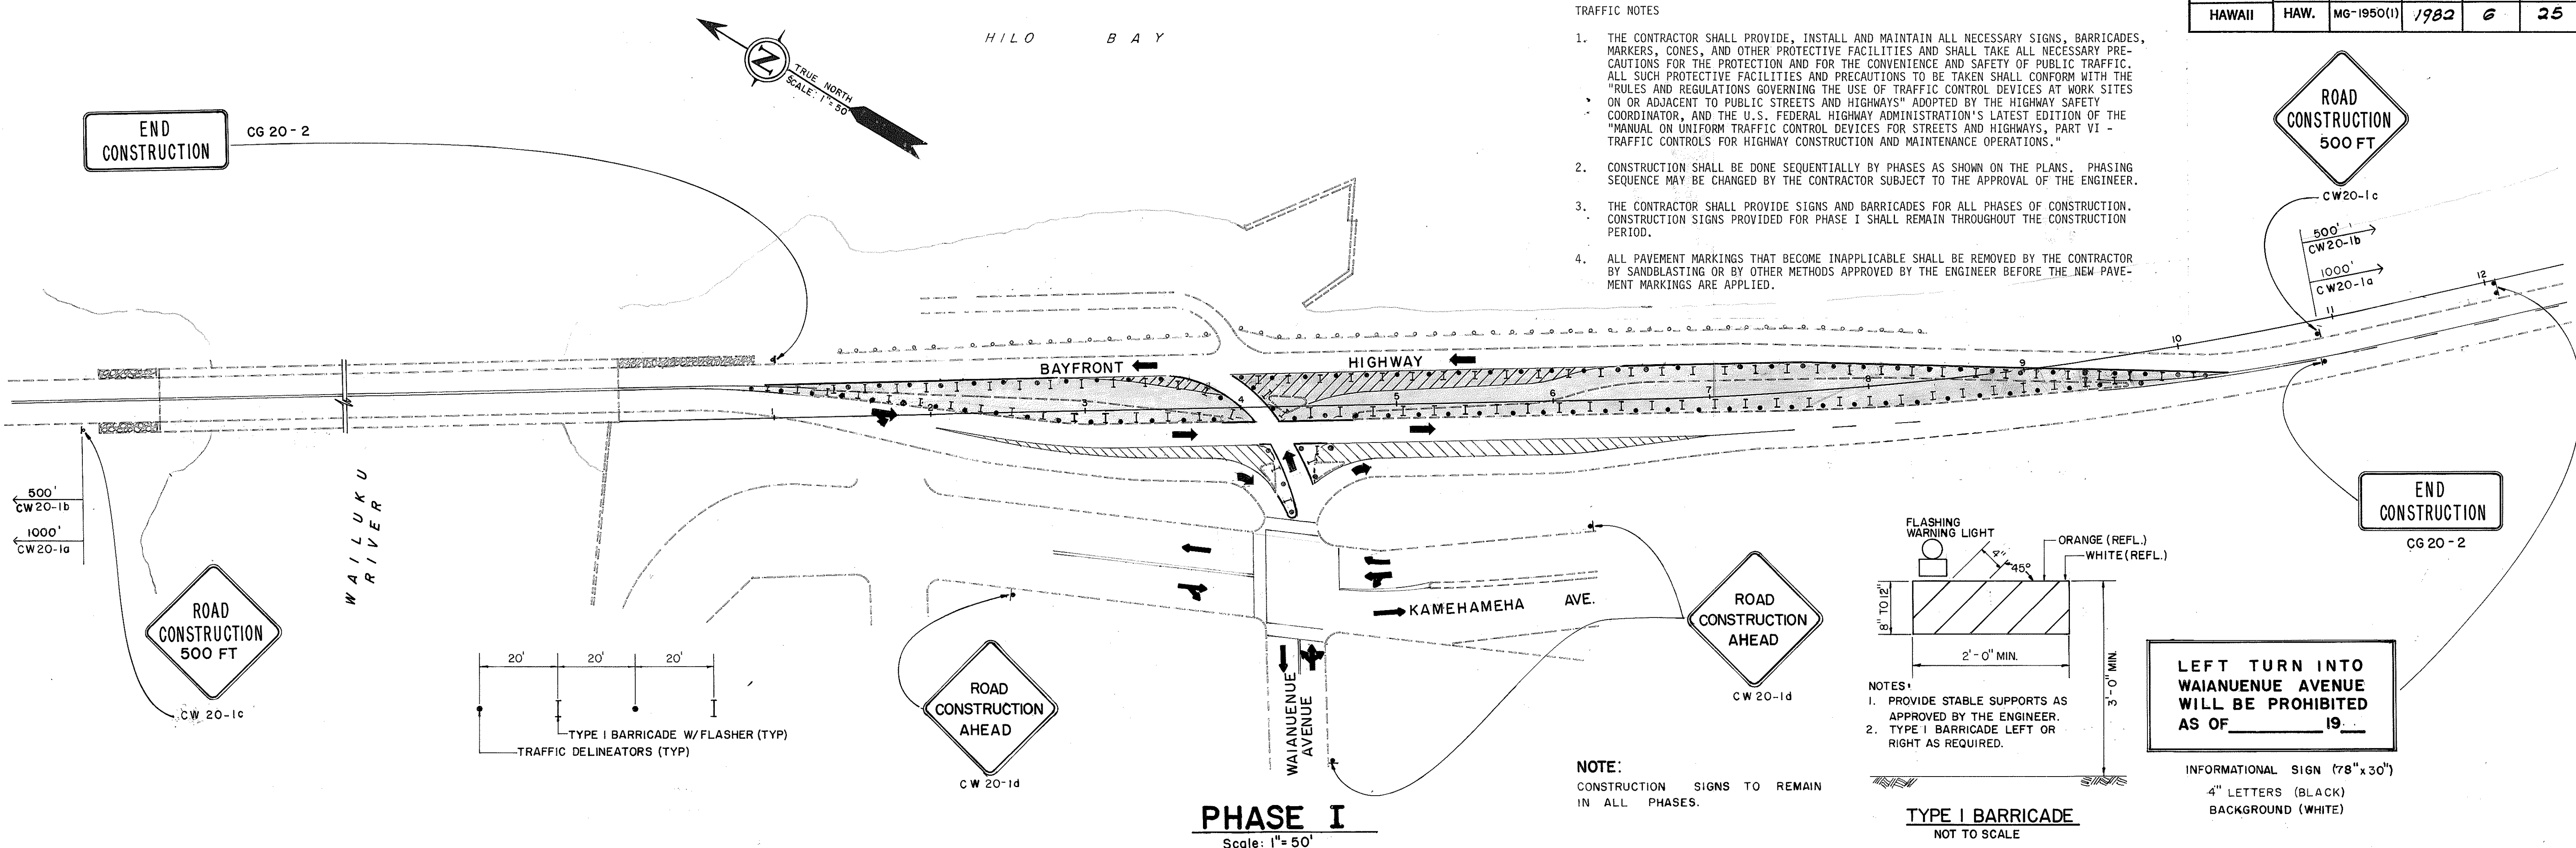 HAWAII HAW. MG-1950(1) 1982 6 25
HILO BAY
N
TRUE NORTH
SCALE: 1"=50'
TRAFFIC NOTES
1. THE CONTRACTOR SHALL PROVIDE, INSTALL AND MAINTAIN ALL NECESSARY SIGNS, BARRICADES,
MARKERS, CONES, AND OTHER PROTECTIVE FACILITIES AND SHALL TAKE ALL NECESSARY PRE-
CAUTIONS FOR THE PROTECTION AND FOR THE CONVENIENCE AND SAFETY OF PUBLIC TRAFFIC.
ALL SUCH PROTECTIVE FACILITIES AND PRECAUTIONS TO BE TAKEN SHALL CONFORM WITH THE
"RULES AND REGULATIONS GOVERNING THE USE OF TRAFFIC CONTROL DEVICES AT WORK SITES
ON OR ADJACENT TO PUBLIC STREETS AND HIGHWAYS" ADOPTED BY THE HIGHWAY SAFETY
COORDINATOR, AND THE U.S. FEDERAL HIGHWAY ADMINISTRATION'S LATEST EDITION OF THE
"MANUAL ON UNIFORM TRAFFIC CONTROL DEVICES FOR STREETS AND HIGHWAYS, PART VI -
TRAFFIC CONTROLS FOR HIGHWAY CONSTRUCTION AND MAINTENANCE OPERATIONS."
2. CONSTRUCTION SHALL BE DONE SEQUENTIALLY BY PHASES AS SHOWN ON THE PLANS. PHASING
SEQUENCE MAY BE CHANGED BY THE CONTRACTOR SUBJECT TO THE APPROVAL OF THE ENGINEER.
3. THE CONTRACTOR SHALL PROVIDE SIGNS AND BARRICADES FOR ALL PHASES OF CONSTRUCTION.
CONSTRUCTION SIGNS PROVIDED FOR PHASE I SHALL REMAIN THROUGHOUT THE CONSTRUCTION
PERIOD.
4. ALL PAVEMENT MARKINGS THAT BECOME INAPPLICABLE SHALL BE REMOVED BY THE CONTRACTOR
BY SANDBLASTING OR BY OTHER METHODS APPROVED BY THE ENGINEER BEFORE THE NEW PAVE-
MENT MARKINGS ARE APPLIED.
END
CONSTRUCTION
CG 20-2
ROAD
CONSTRUCTION
500 FT
CW20-1c
500'
CW20-1b
1000'
CW20-1a
BAYFRONT HIGHWAY
1 2 3 4 5 6 7 8 9 10 11 12
500'
CW20-1b
1000'
CW20-1a
WAILUKU
RIVER
ROAD
CONSTRUCTION
500 FT
CW 20-1c
20' 20' 20'
TYPE I BARRICADE W/FLASHER (TYP)
TRAFFIC DELINEATORS (TYP)
ROAD
CONSTRUCTION
AHEAD
CW 20-1d
KAMEHAMEHA AVE.
WAIANUENUE
AVENUE
ROAD
CONSTRUCTION
AHEAD
CW 20-1d
END
CONSTRUCTION
CG 20-2
NOTE:
CONSTRUCTION SIGNS TO REMAIN
IN ALL PHASES.
PHASE I
Scale: 1"=50'
FLASHING
WARNING LIGHT
4"
45°
ORANGE (REFL.)
WHITE (REFL.)
8" TO 12"
2'-0" MIN.
3'-0" MIN.
NOTES:
1. PROVIDE STABLE SUPPORTS AS
APPROVED BY THE ENGINEER.
2. TYPE I BARRICADE LEFT OR
RIGHT AS REQUIRED.
TYPE I BARRICADE
NOT TO SCALE
LEFT TURN INTO
WAIANUENUE AVENUE
WILL BE PROHIBITED
AS OF ________ 19__
INFORMATIONAL SIGN (78"x30")
4" LETTERS (BLACK)
BACKGROUND (WHITE)